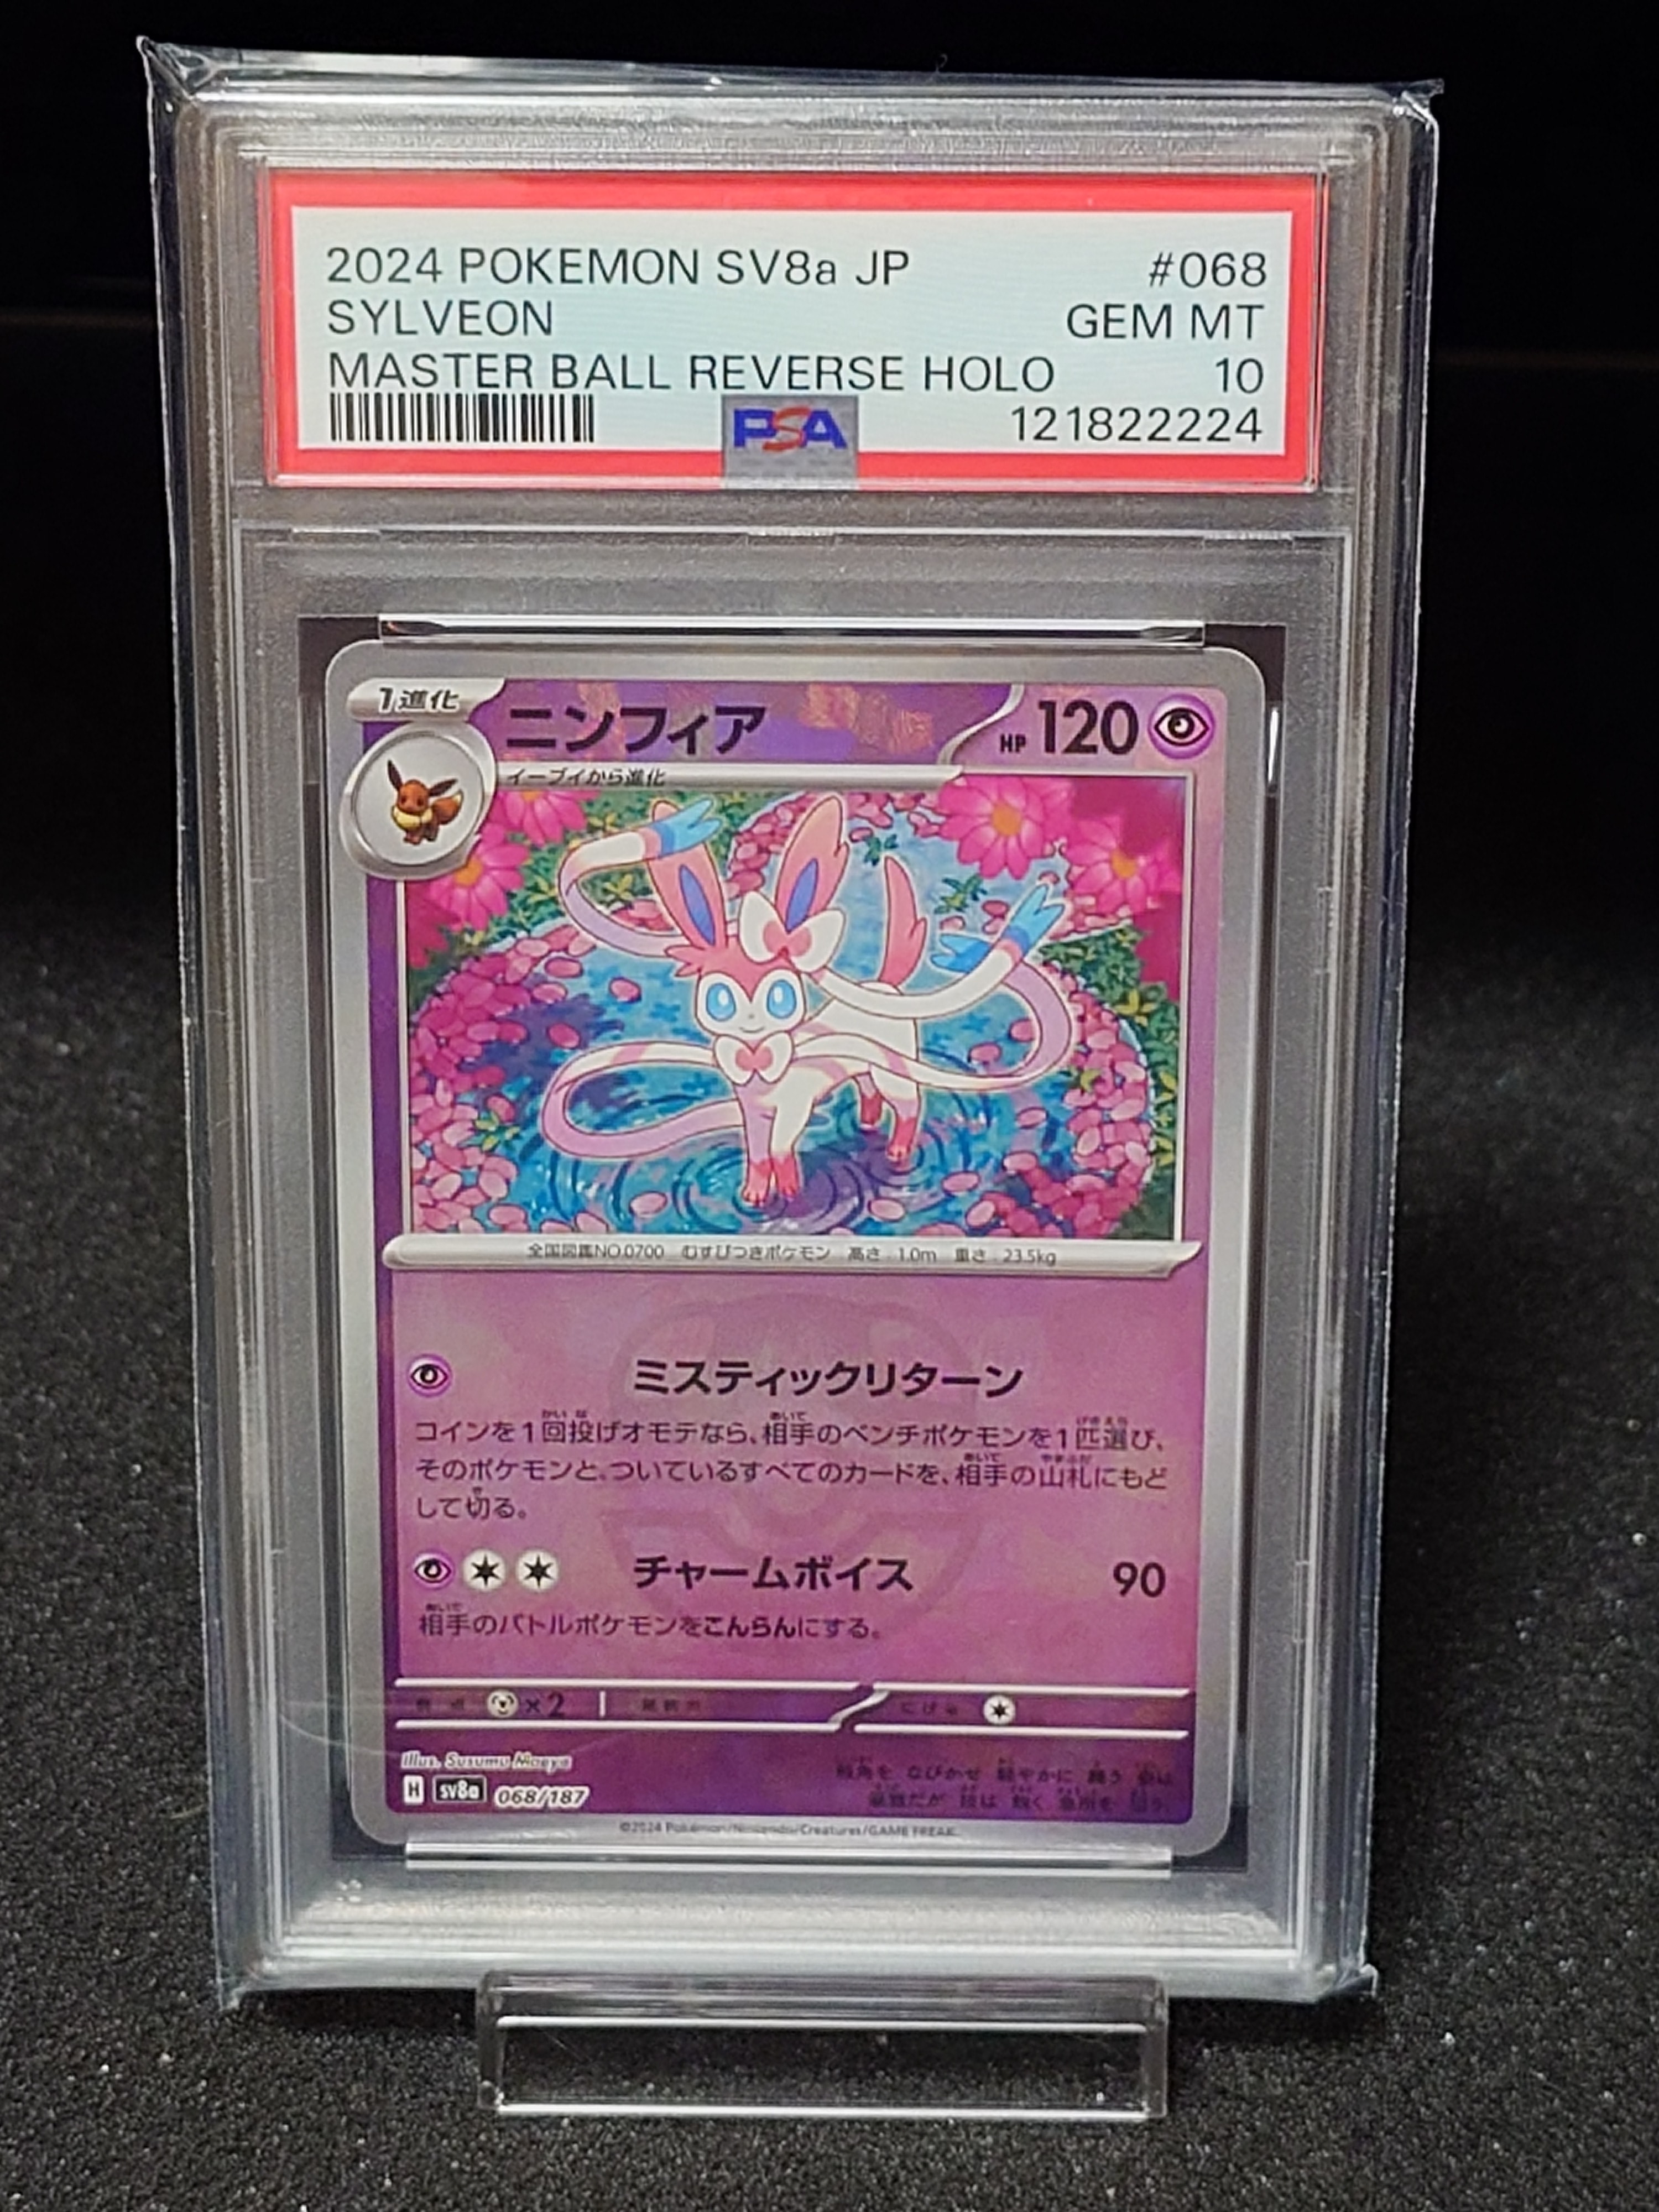 2024 POKEMON SV8a JP #068
SYLVEON GEM MT
MASTER BALL REVERSE HOLO 10
PSA 121822224
1進化 ニンフィア HP 120
イーブイから進化
全国図鑑NO.0700 むすびつきポケモン 高さ:1.0m 重さ:23.5kg
ミスティックリターン
コインを1回投げオモテなら、相手のベンチポケモンを1匹選び、
そのポケモンと、ついているすべてのカードを、相手の山札にもど
して切る。
チャームボイス 90
相手のバトルポケモンをこんらんにする。
×2 にげる
Illus. Susumu Maeya
H SV8a 068/187
©2024 Pokémon/Nintendo/Creatures/GAME FREAK.